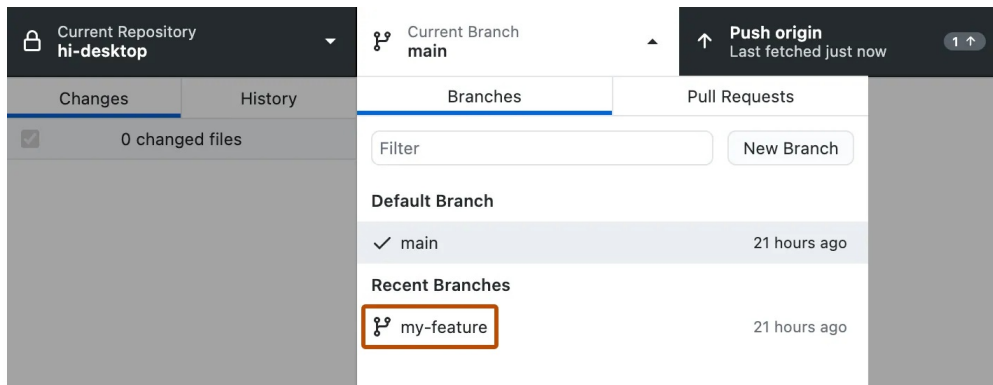 Current Repository
hi-desktop
Current Branch
main
Push origin
Last fetched just now
1
Changes
History
Branches
Pull Requests
0 changed files
Filter
New Branch
Default Branch
main
21 hours ago
Recent Branches
my-feature
21 hours ago